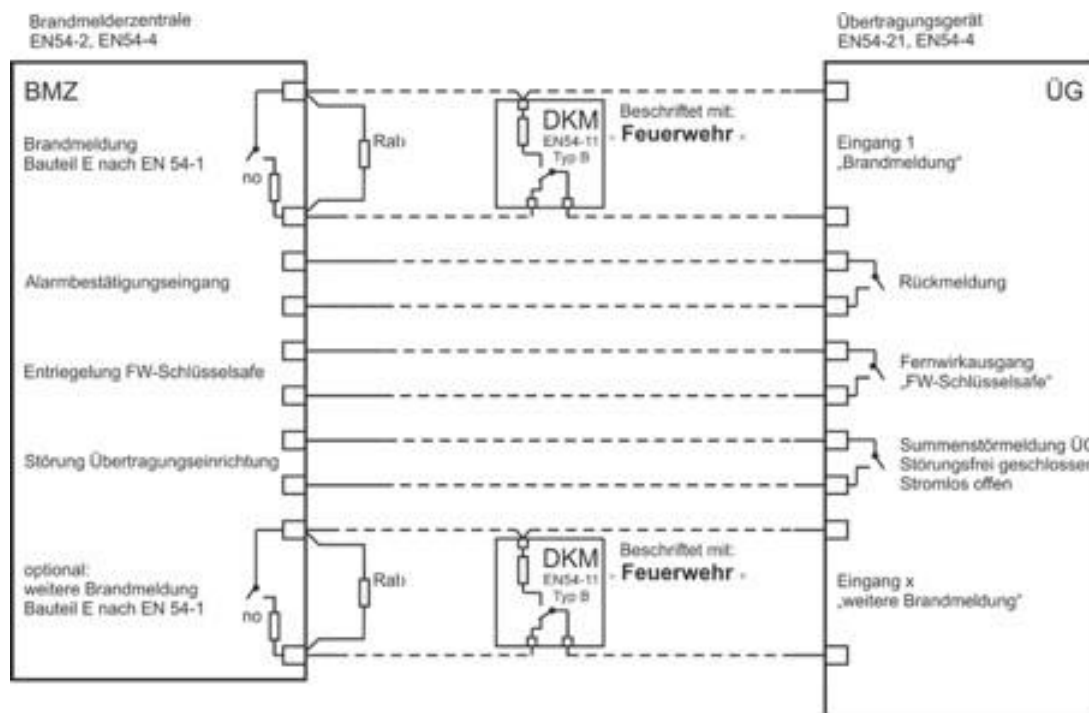 Brandmelderzentrale
EN54-2, EN54-4
Übertragungsgerät
EN54-21, EN54-4
BMZ
ÜG
Brandmeldung
Bauteil E nach EN 54-1
no
Rab
DKM
EN54-11
Typ B
Beschriftet mit:
- Feuerwehr -
Eingang 1
„Brandmeldung“
Alarmbestätigungseingang
Rückmeldung
Entriegelung FW-Schlüsselsafe
Fernwirkausgang
„FW-Schlüsselsafe“
Störung Übertragungseinrichtung
Summenstörmeldung ÜG
Störungsfrei geschlossen
Stromlos offen
optional:
weitere Brandmeldung
Bauteil E nach EN 54-1
no
Rab
DKM
EN54-11
Typ B
Beschriftet mit:
- Feuerwehr -
Eingang x
„weitere Brandmeldung“